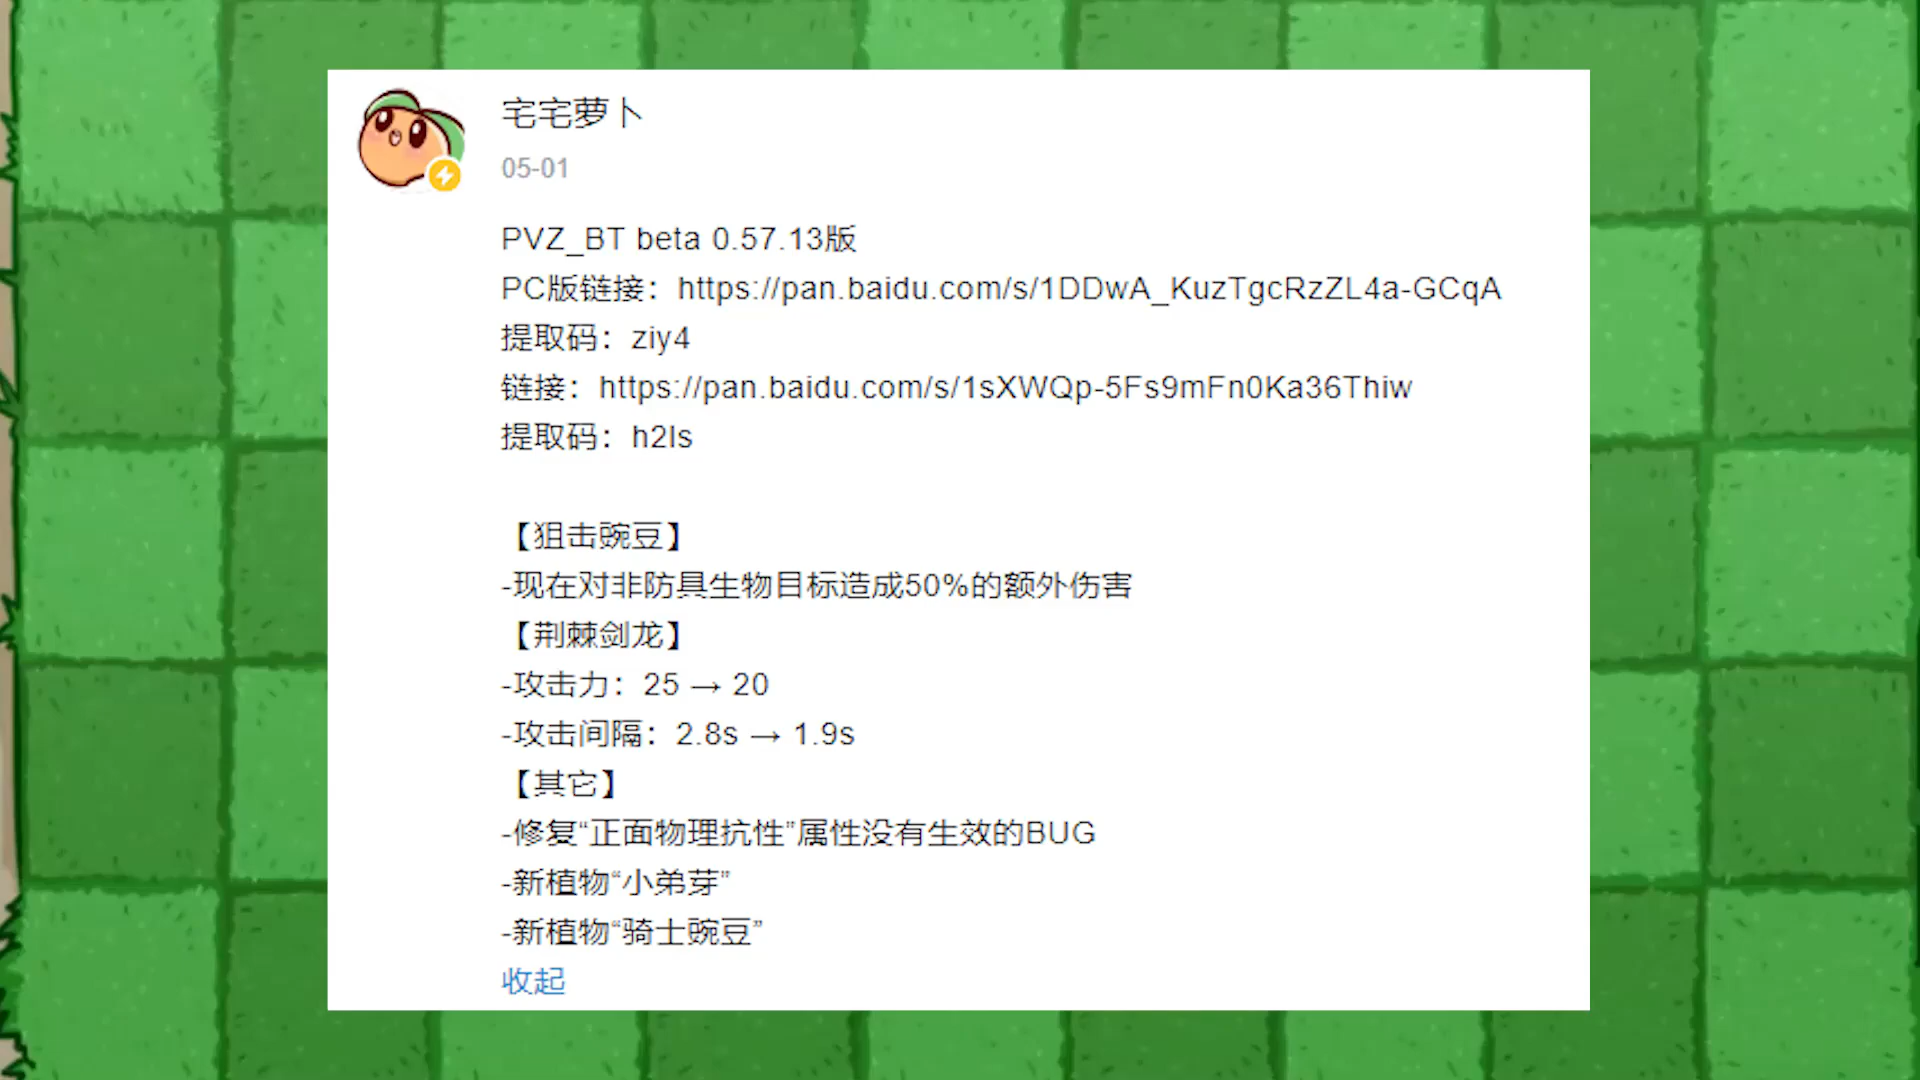 宅宅萝卜
05-01
PVZ_BT beta 0.57.13版
PC版链接：https://pan.baidu.com/s/1DDwA_KuzTgcRzZL4a-GCqA
提取码：ziy4
链接：https://pan.baidu.com/s/1sXWQp-5Fs9mFn0Ka36Thiw
提取码：h2ls
【狙击豌豆】
-现在对非防具生物目标造成50%的额外伤害
【荆棘剑龙】
-攻击力：25 → 20
-攻击间隔：2.8s → 1.9s
【其它】
-修复“正面物理抗性”属性没有生效的BUG
-新植物“小弟芽”
-新植物“骑士豌豆”
收起